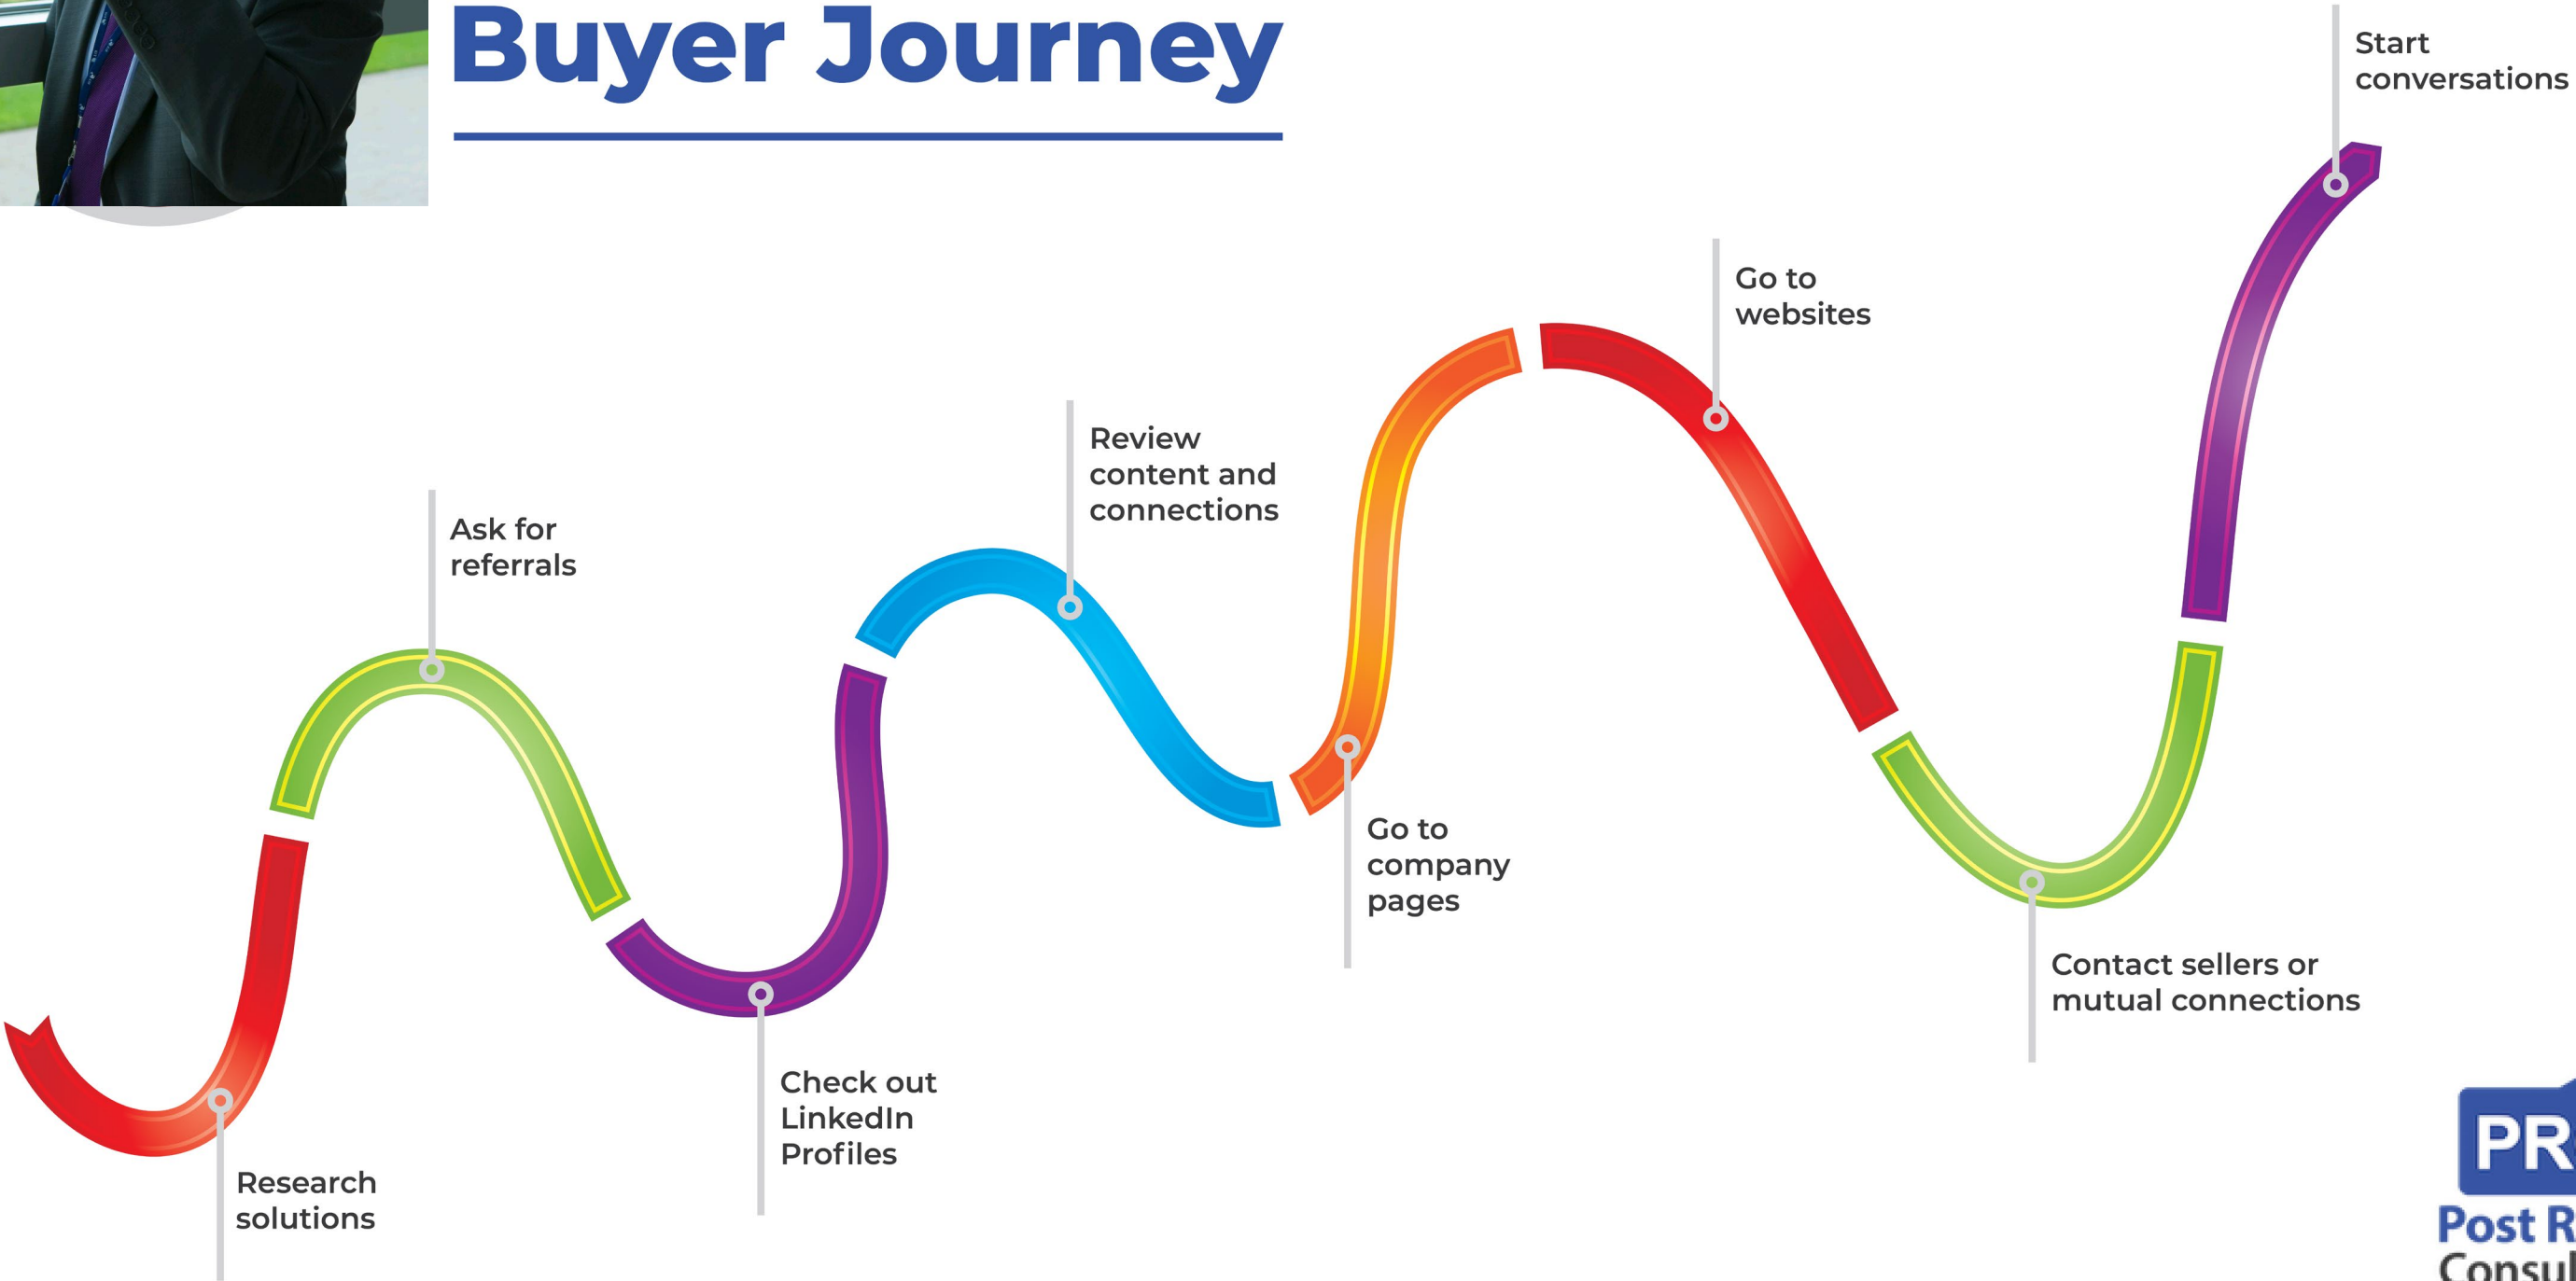 Buyer Journey
Start
conversations
Go to
websites
Review
content and
connections
Ask for
referrals
Go to
company
pages
Contact sellers or
mutual connections
Check out
LinkedIn
Profiles
Research
solutions
PR
Post R
Consul